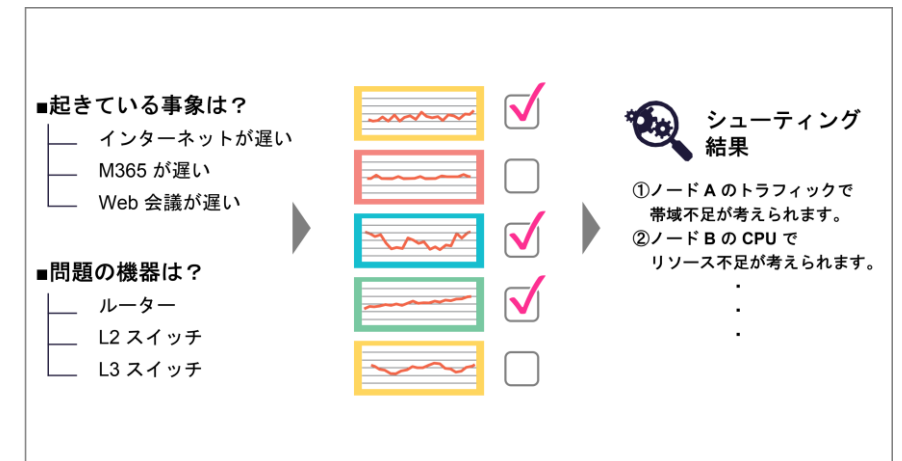 ■起きている事象は？
インターネットが遅い
M365 が遅い
Web 会議が遅い
■問題の機器は？
ルーター
L2 スイッチ
L3 スイッチ
シューティング
結果
①ノード A のトラフィックで
帯域不足が考えられます。
②ノード B の CPU で
リソース不足が考えられます。
・
・
・